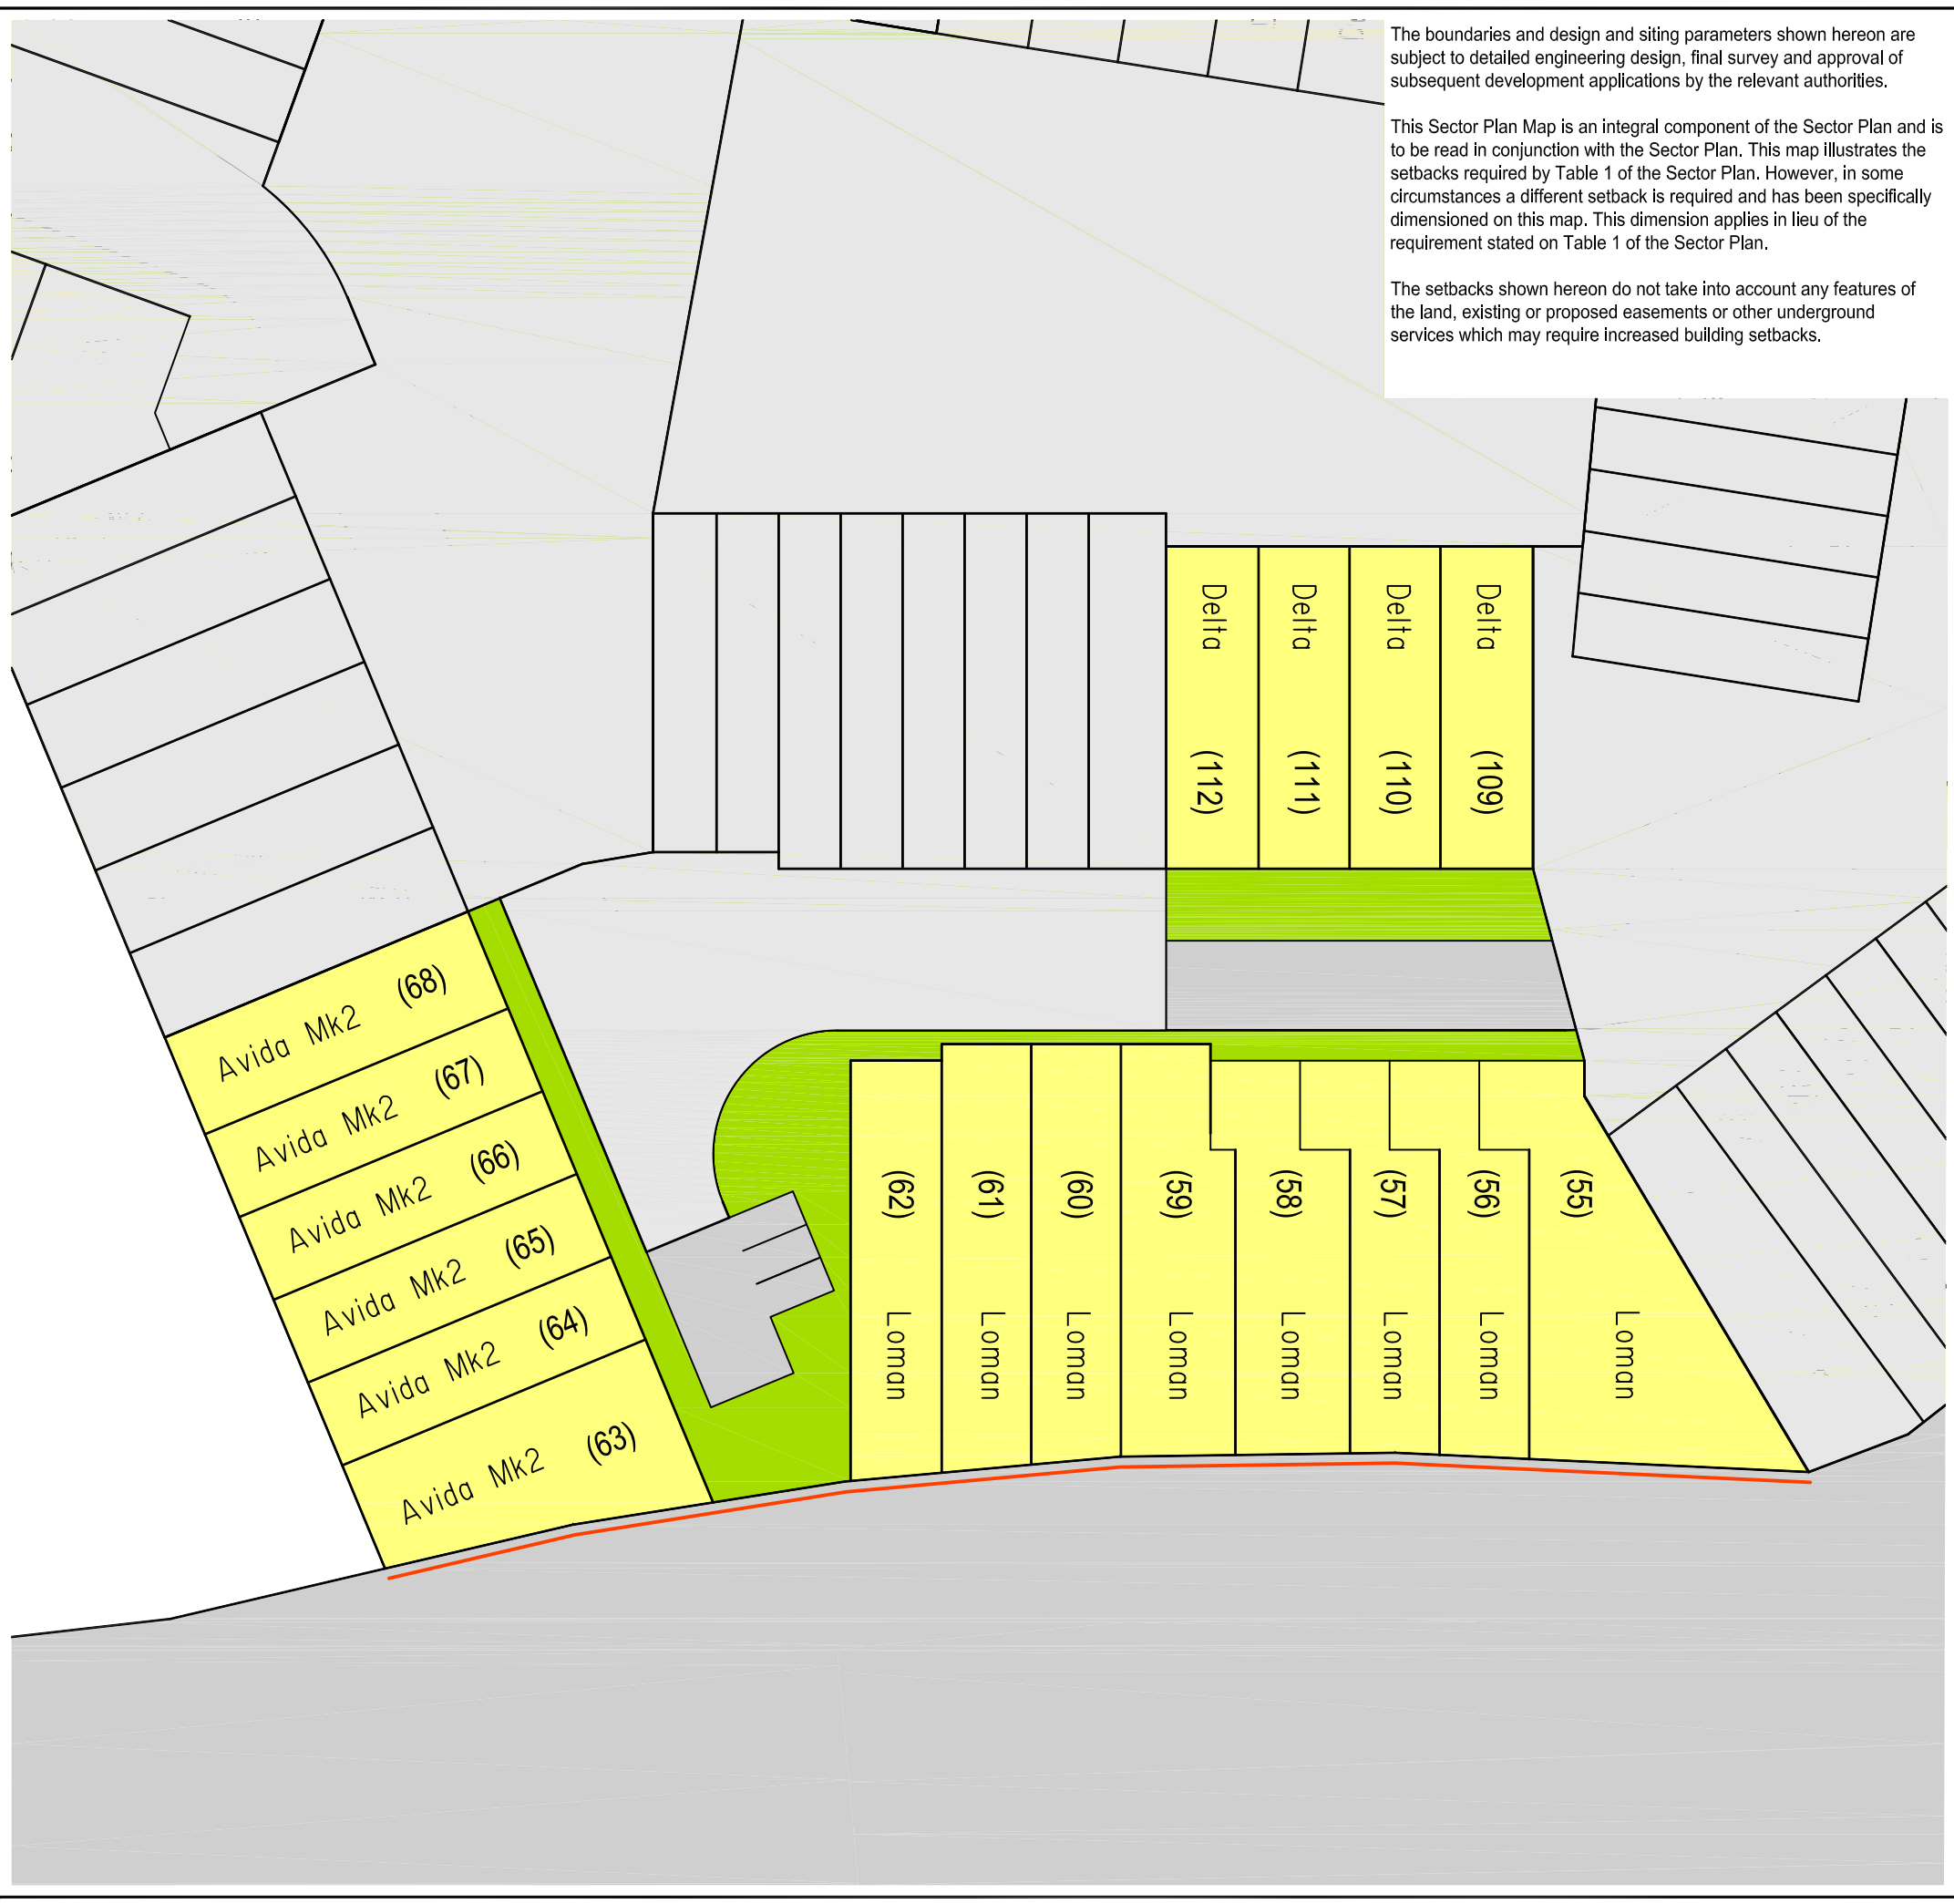 The boundaries and design and siting parameters shown hereon are
subject to detailed engineering design, final survey and approval of
subsequent development applications by the relevant authorities.
This Sector Plan Map is an integral component of the Sector Plan and is
to be read in conjunction with the Sector Plan. This map illustrates the
setbacks required by Table 1 of the Sector Plan. However, in some
circumstances a different setback is required and has been specifically
dimensioned on this map. This dimension applies in lieu of the
requirement stated on Table 1 of the Sector Plan.
The setbacks shown hereon do not take into account any features of
the land, existing or proposed easements or other underground
services which may require increased building setbacks.
Delta (112)
Delta (111)
Delta (110)
Delta (109)
Avida Mk2 (68)
Avida Mk2 (67)
Avida Mk2 (66)
Avida Mk2 (65)
Avida Mk2 (64)
Avida Mk2 (63)
(62) Loman
(61) Loman
(60) Loman
(59) Loman
(58) Loman
(57) Loman
(56) Loman
(55) Loman